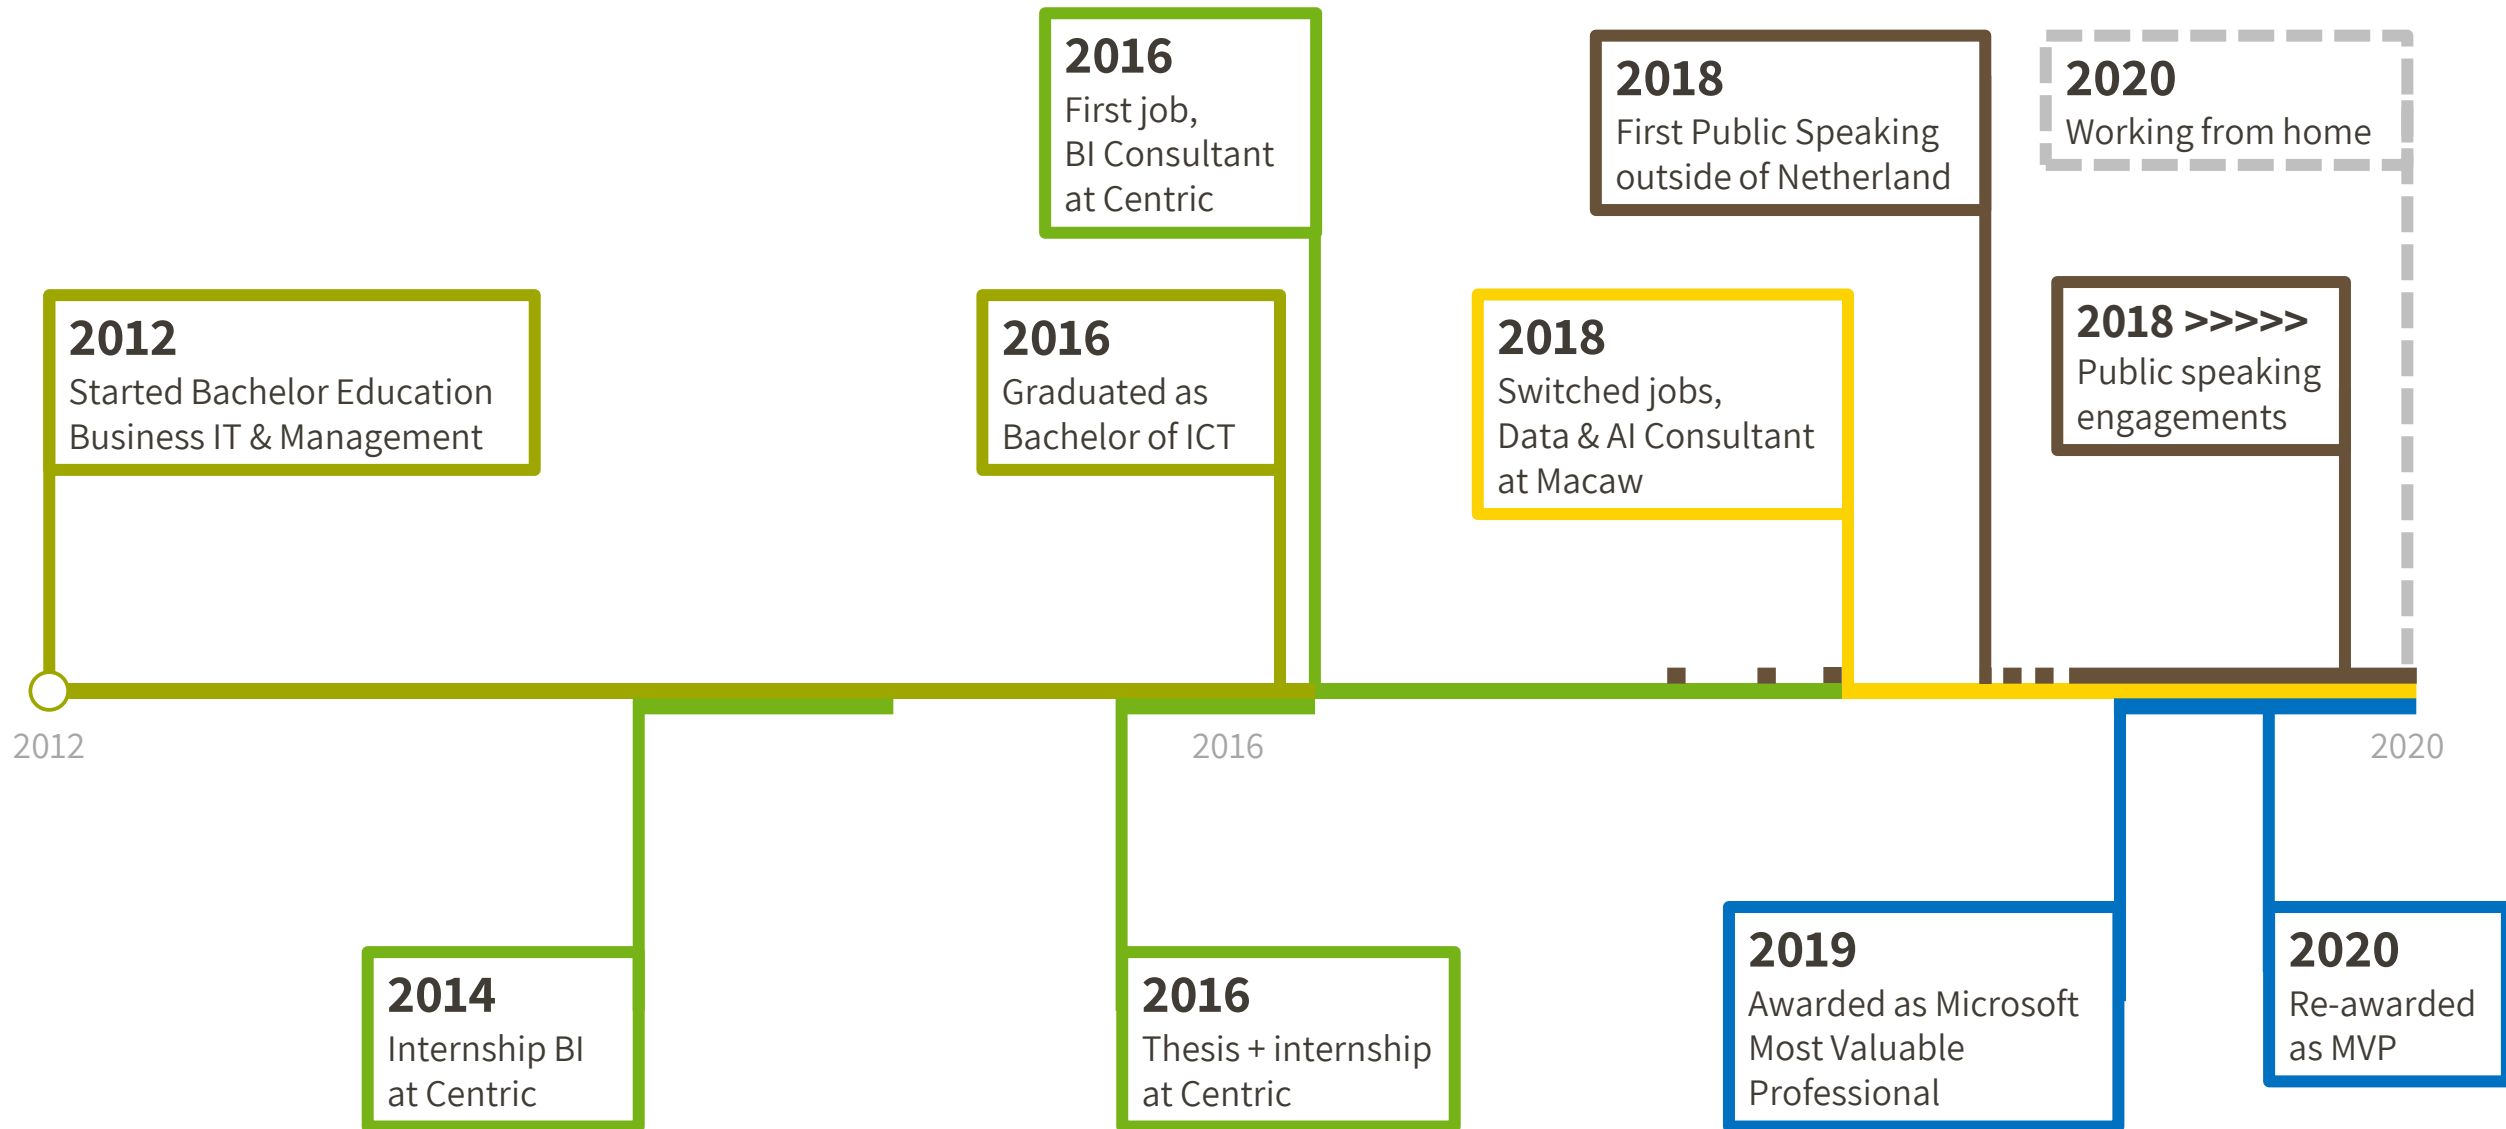 2016
First job,
BI Consultant
at Centric
2018
First Public Speaking
outside of Netherland
2020
Working from home
2012
Started Bachelor Education
Business IT & Management
2016
Graduated as
Bachelor of ICT
2018
Switched jobs,
Data & AI Consultant
at Macaw
2018 >>>>>
Public speaking
engagements
2012
2016
2020
2014
Internship BI
at Centric
2016
Thesis + internship
at Centric
2019
Awarded as Microsoft
Most Valuable
Professional
2020
Re-awarded
as MVP